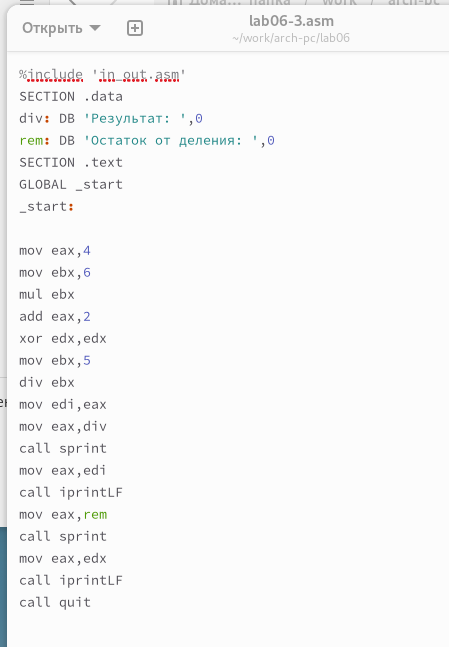 lab06-3.asm
Открыть
~/work/arch-pc/lab06
%include 'in_out.asm'
SECTION .data
div: DB 'Результат: ',0
rem: DB 'Остаток от деления: ',0
SECTION .text
GLOBAL _start
_start:
mov eax,4
mov ebx,6
mul ebx
add eax,2
xor edx,edx
mov ebx,5
div ebx
mov edi,eax
mov eax,div
call sprint
mov eax,edi
call iprintLF
mov eax,rem
call sprint
mov eax,edx
call iprintLF
call quit